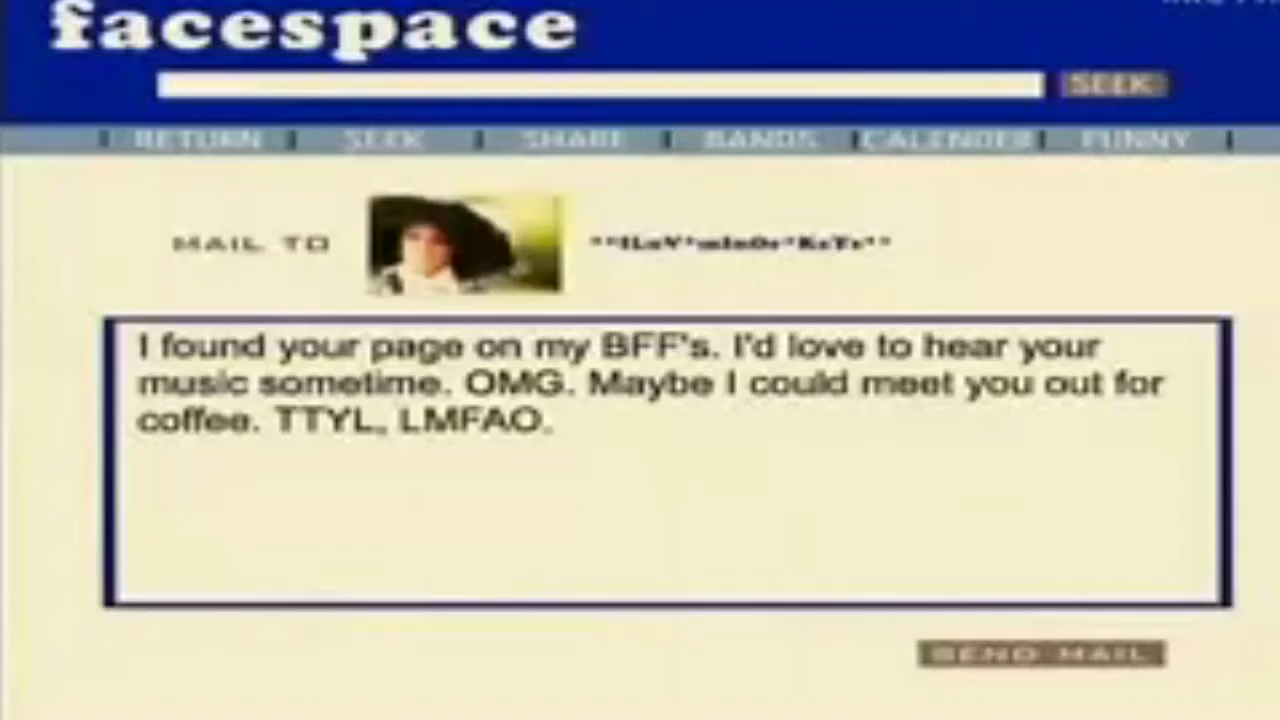 facespace
SEEK
RETURN SEEK SHARE BANDS CALENDER FUNNY
MAIL TO
I found your page on my BFF's. I'd love to hear your
music sometime. OMG. Maybe I could meet you out for
coffee. TTYL, LMFAO.
SEND MAIL